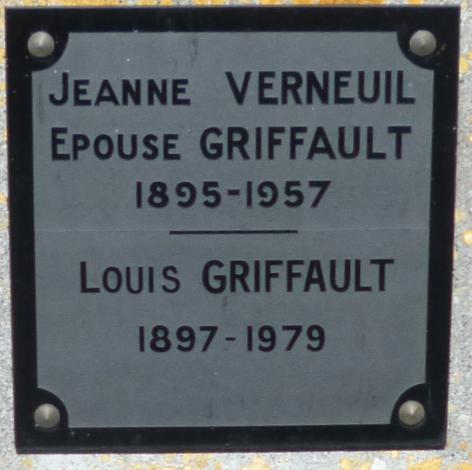 JEANNE VERNEUIL
EPOUSE GRIFFAULT
1895-1957
LOUIS GRIFFAULT
1897-1979